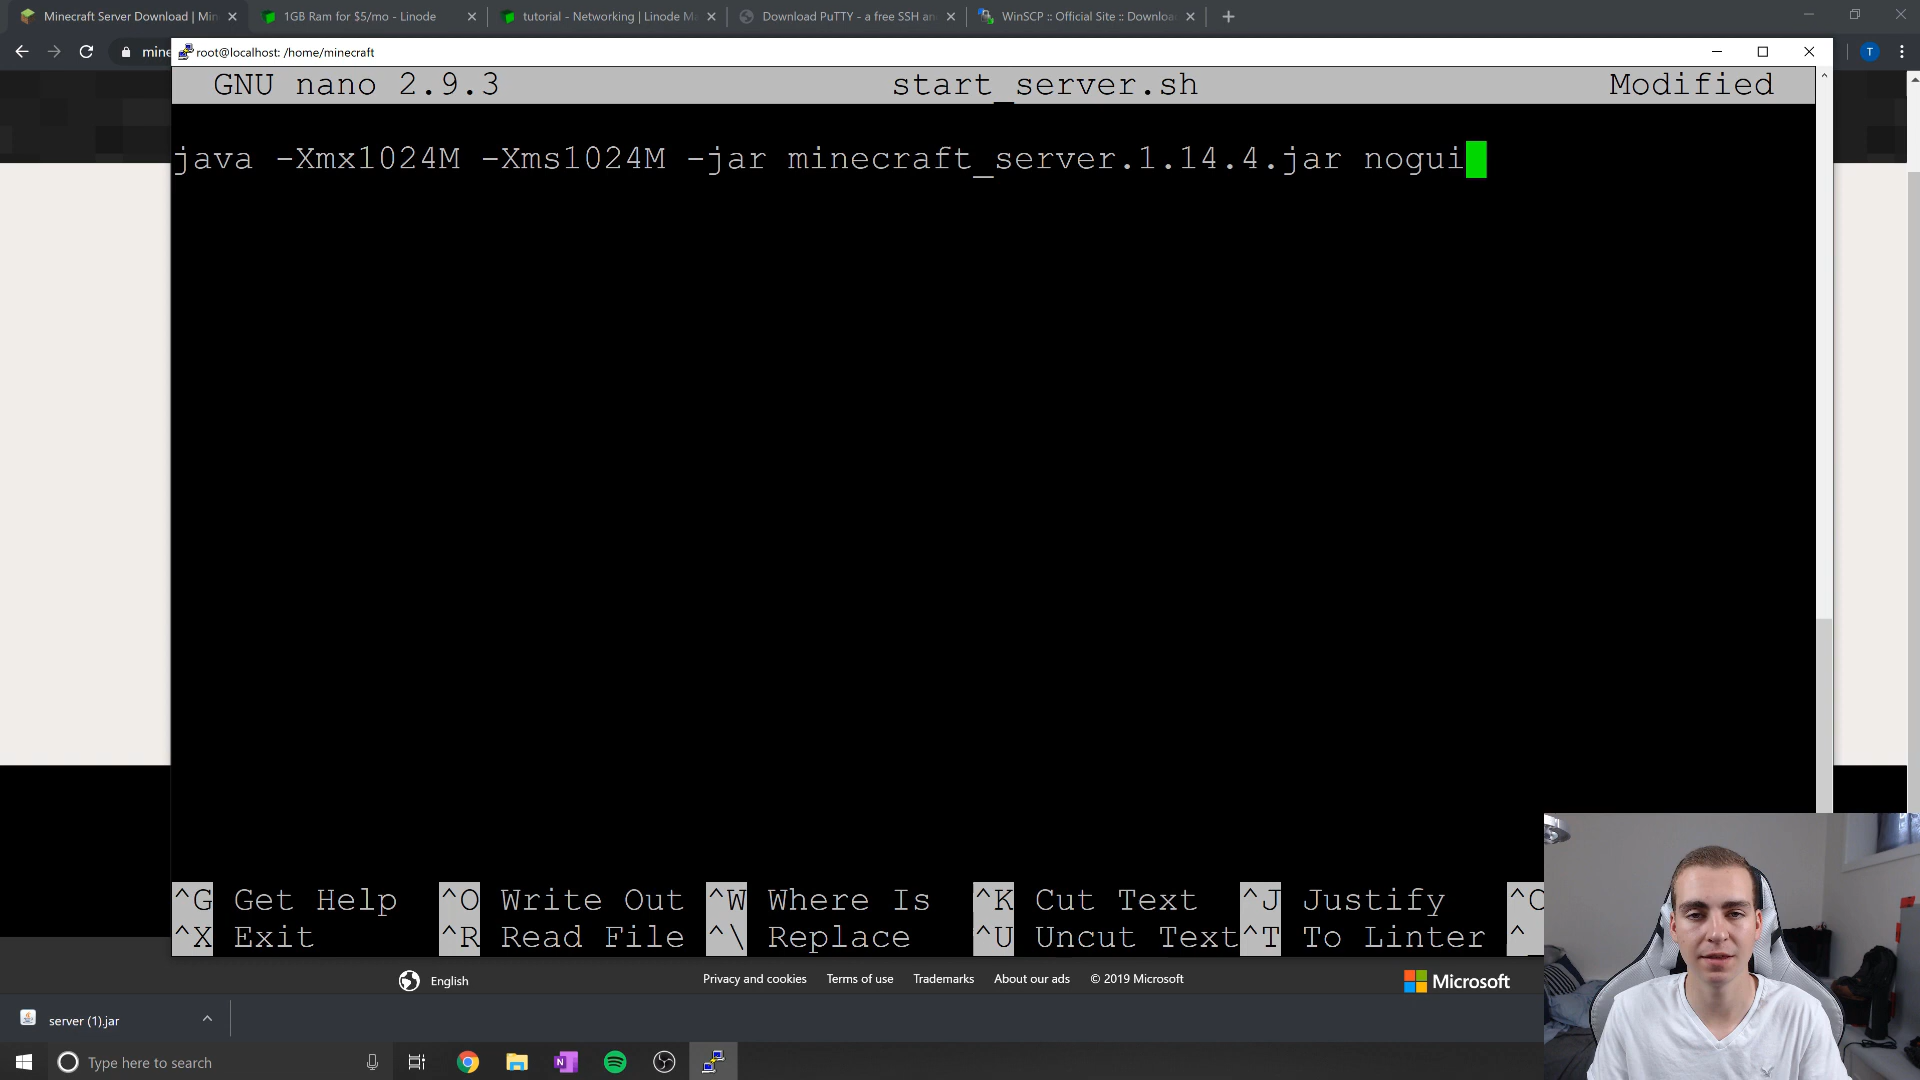 Minecraft Server Download | Min
1GB Ram for $5/mo - Linode
tutorial - Networking | Linode Ma
Download PuTTY - a free SSH an
WinSCP :: Official Site :: Downloa
T
mine
root@localhost: /home/minecraft
GNU nano 2.9.3 start_server.sh Modified
java -Xmx1024M -Xms1024M -jar minecraft_server.1.14.4.jar nogui
^G Get Help ^O Write Out ^W Where Is ^K Cut Text ^J Justify ^C
^X Exit ^R Read File ^\ Replace ^U Uncut Text ^T To Linter ^
English Privacy and cookies Terms of use Trademarks About our ads © 2019 Microsoft Microsoft
server (1).jar
Type here to search